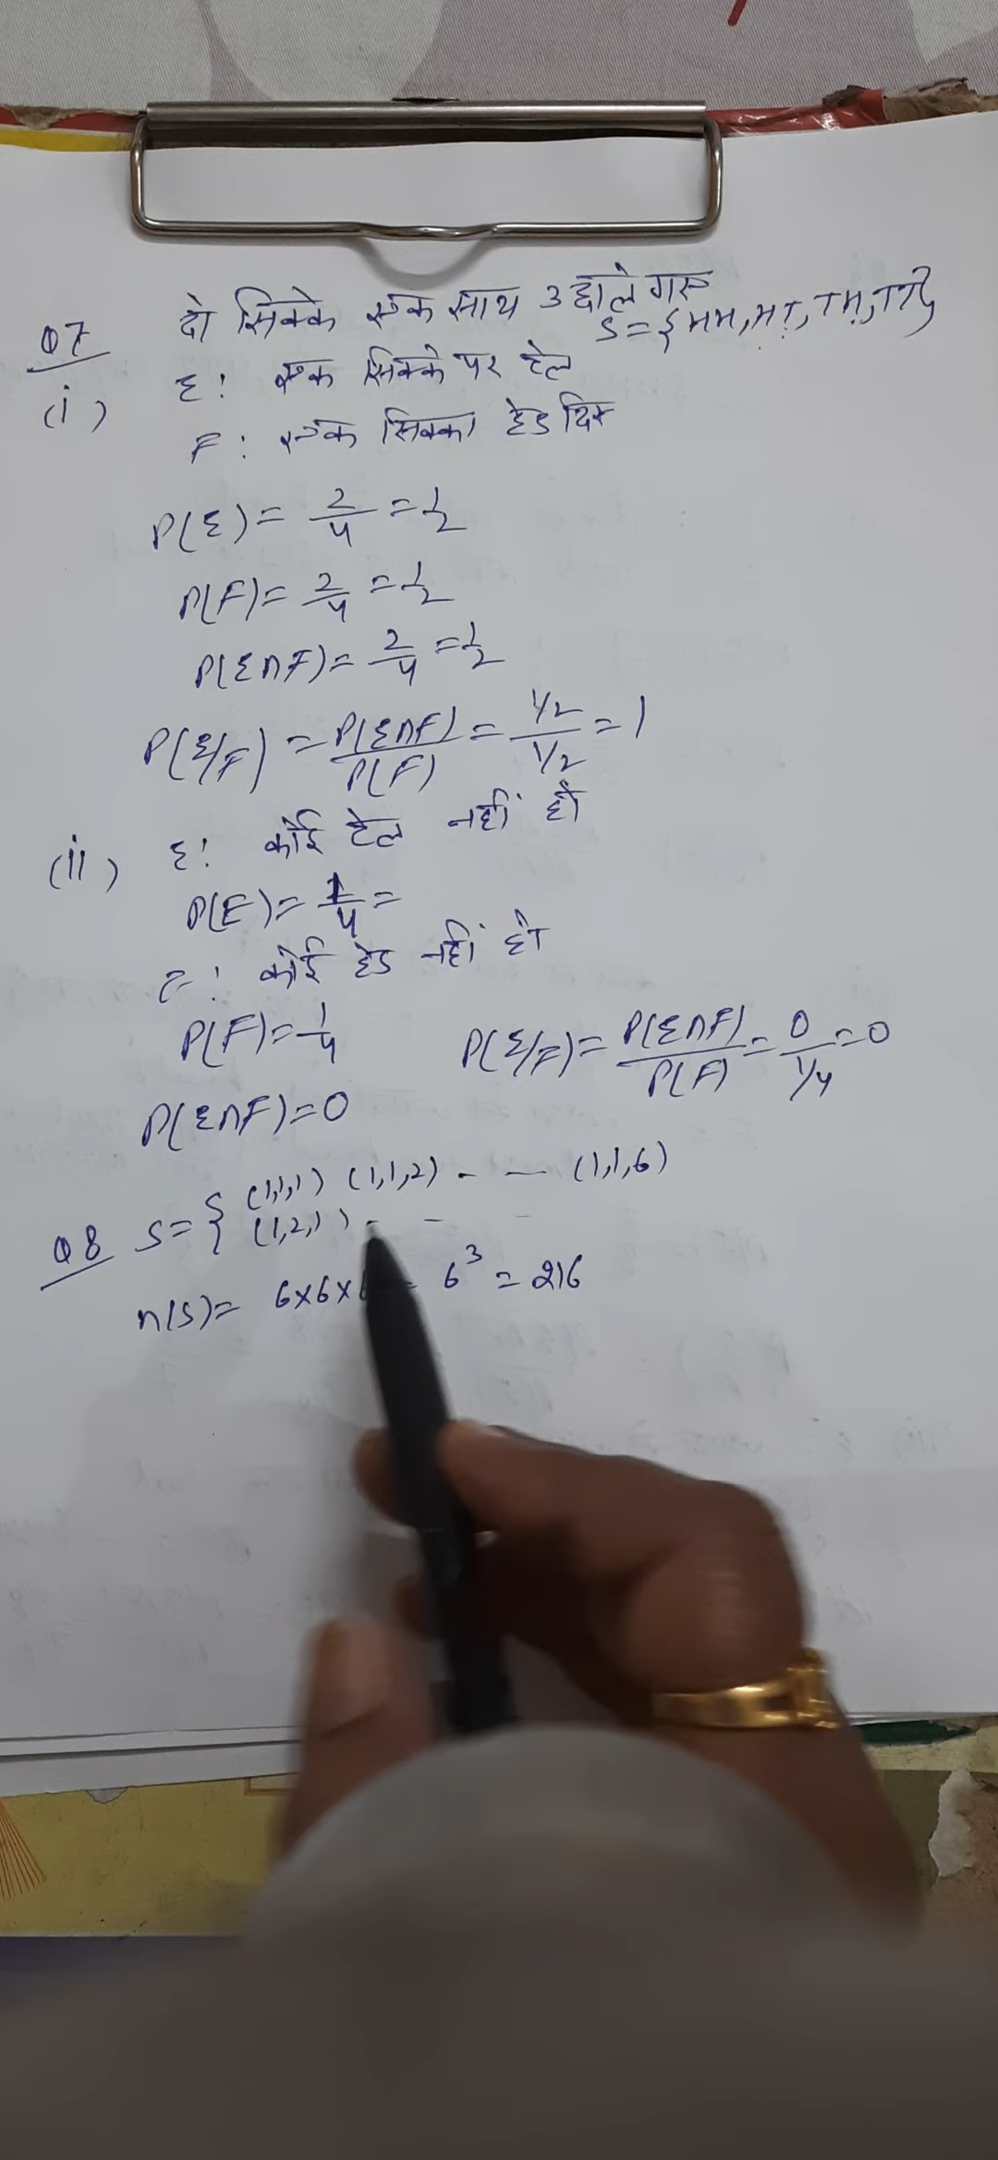 Q7 दो सिक्के एक साथ उछाले गए
S={HH,HT,TH,TT}
(i) E: एक सिक्के पर टेल
F: एक सिक्का हेड दिए
P(E)= 2/4 =1/2
P(F)= 2/4 =1/2
P(E∩F)= 2/4 =1/2
P(E/F) = P(E∩F)/P(F) = 1/2 / 1/2 = 1
(ii) E: कोई टेल नहीं हो
P(E)= 1/4 =
F: कोई हेड नहीं हो
P(F)= 1/4
P(E/F)= P(E∩F)/P(F) = 0 / 1/4 = 0
P(E∩F)=0
Q8 S={ (1,1,1) (1,1,2) - — (1,1,6)
(1,2,1) - - -
n(S)= 6×6×6 = 6³ = 216